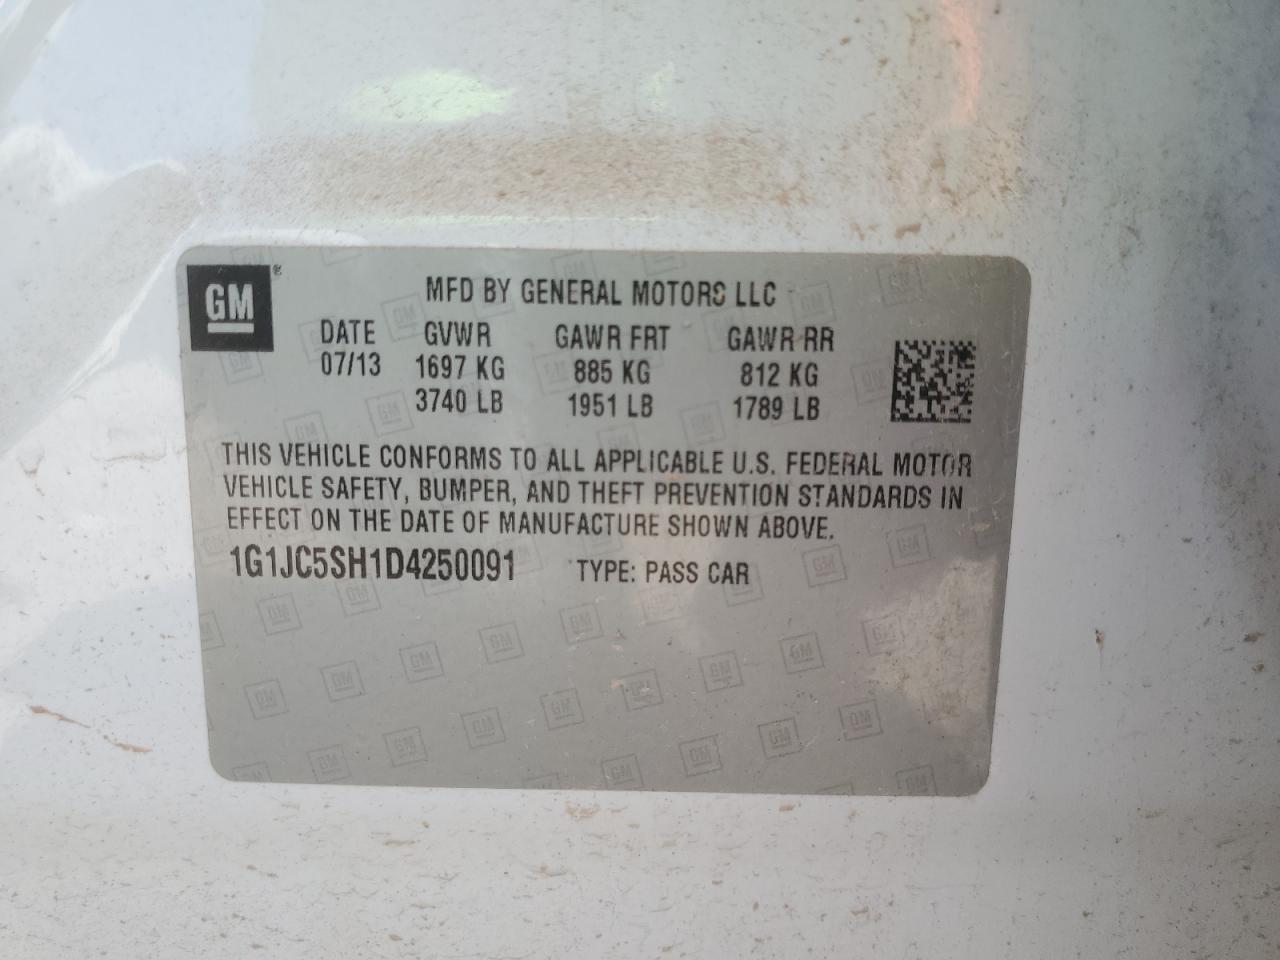 GM
MFD BY GENERAL MOTORS LLC
DATE GVWR GAWR FRT GAWR RR
07/13 1697 KG 885 KG 812 KG
3740 LB 1951 LB 1789 LB
THIS VEHICLE CONFORMS TO ALL APPLICABLE U.S. FEDERAL MOTOR
VEHICLE SAFETY, BUMPER, AND THEFT PREVENTION STANDARDS IN
EFFECT ON THE DATE OF MANUFACTURE SHOWN ABOVE.
1G1JC5SH1D4250091 TYPE: PASS CAR